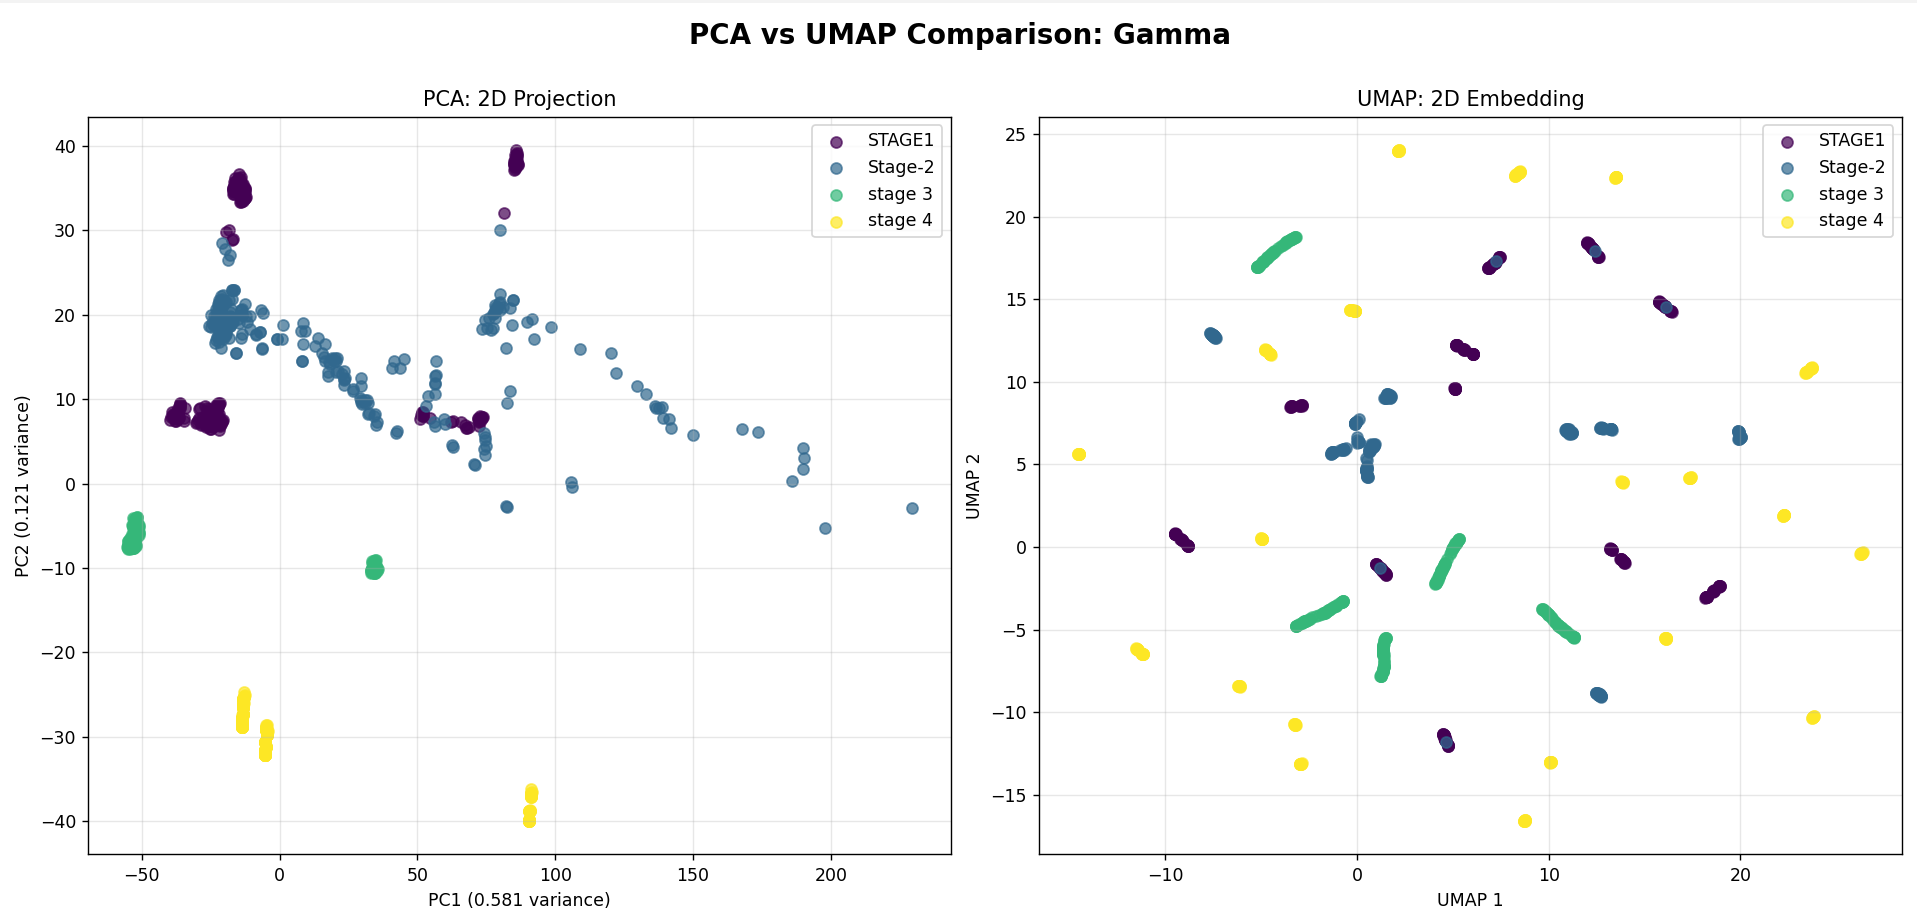 PCA vs UMAP Comparison: Gamma
PCA: 2D Projection
STAGE1
Stage-2
stage 3
stage 4
40
30
20
10
0
−10
−20
−30
−40
PC2 (0.121 variance)
−50
0
50
100
150
200
PC1 (0.581 variance)
UMAP: 2D Embedding
STAGE1
Stage-2
stage 3
stage 4
25
20
15
10
5
0
−5
−10
−15
UMAP 2
−10
0
10
20
UMAP 1